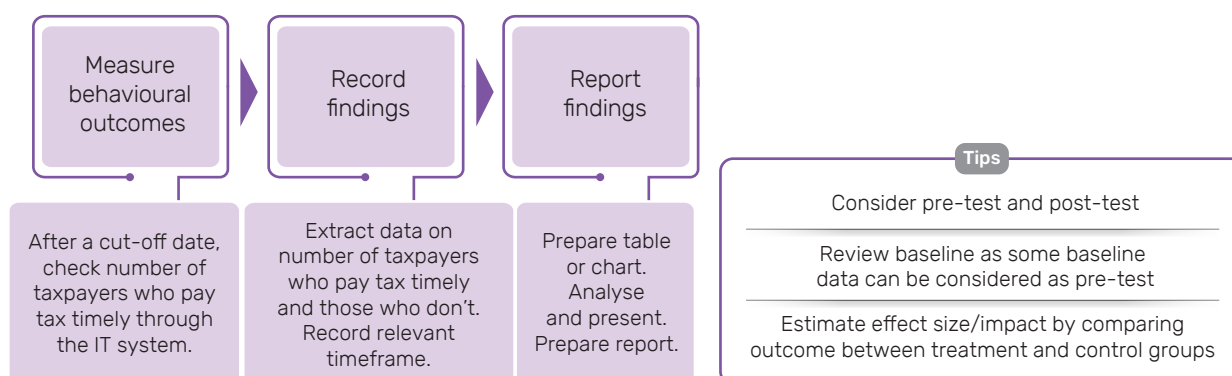 Measure
behavioural
outcomes
Record
findings
Report
findings
After a cut-off date,
check number of
taxpayers who pay
tax timely through
the IT system.
Extract data on
number of taxpayers
who pay tax timely
and those who don't.
Record relevant
timeframe.
Prepare table
or chart.
Analyse
and present.
Prepare report.
Tips
Consider pre-test and post-test
Review baseline as some baseline
data can be considered as pre-test
Estimate effect size/impact by comparing
outcome between treatment and control groups